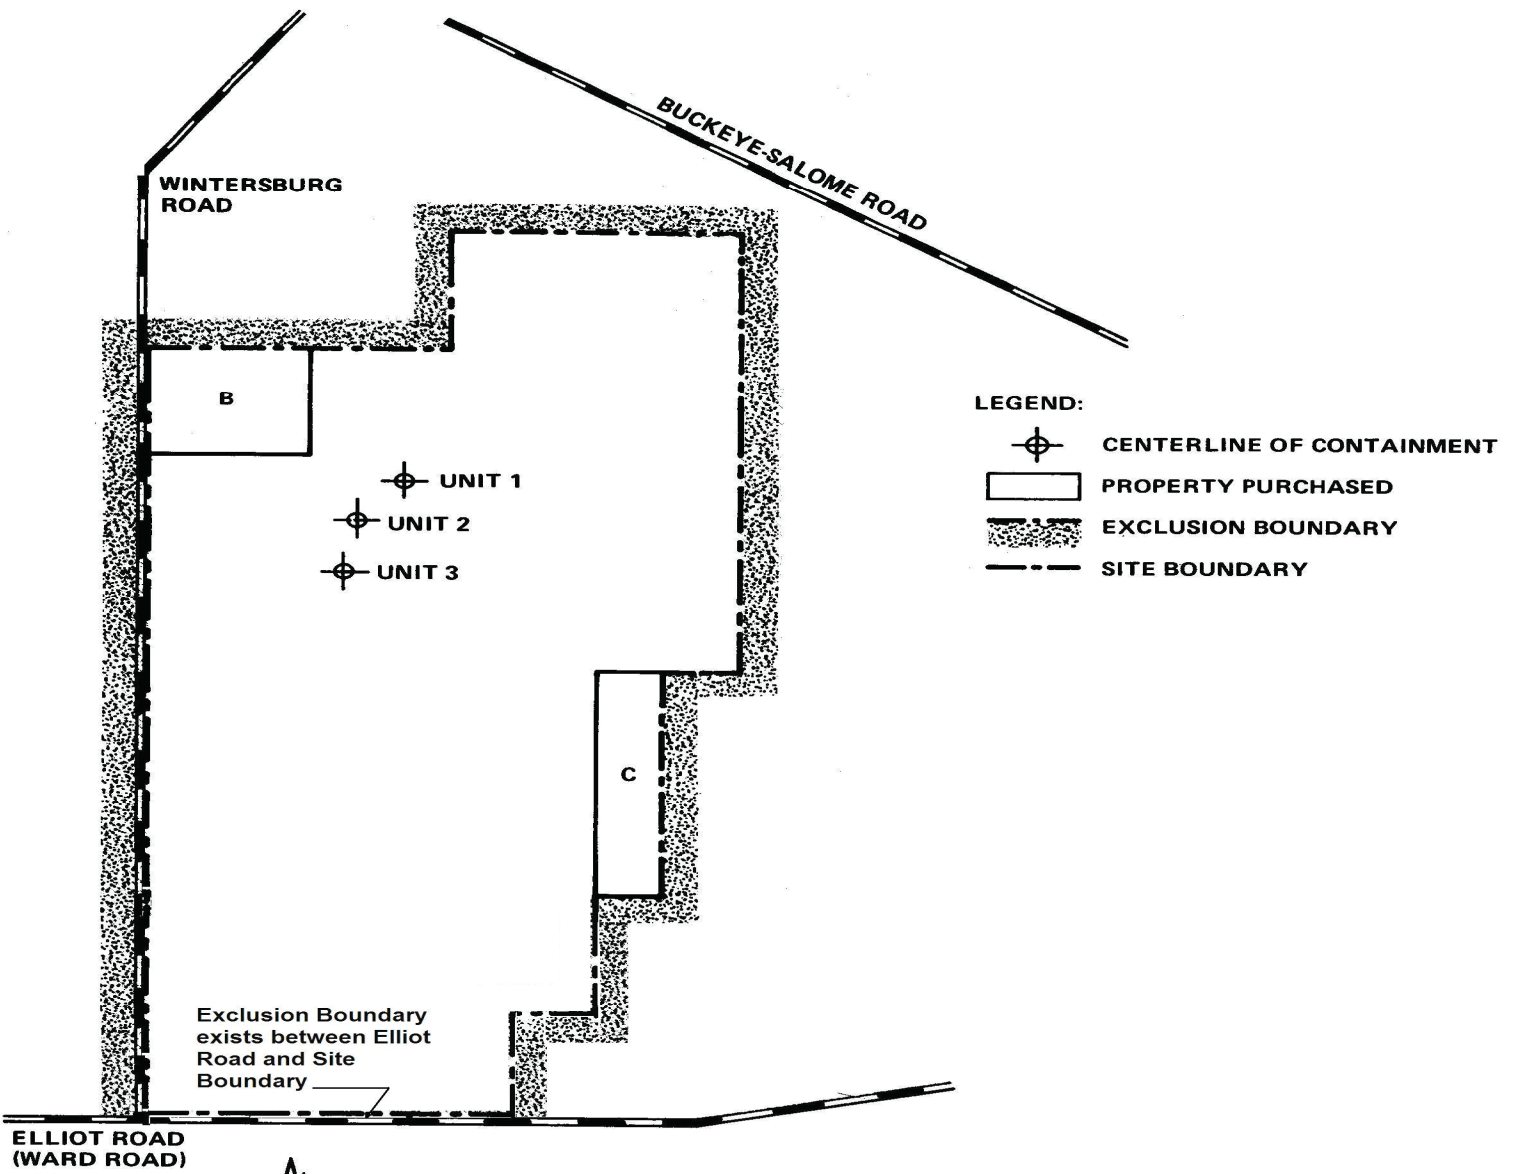 BUCKEYE-SALOME ROAD
WINTERSBURG
ROAD
B
UNIT 1
UNIT 2
UNIT 3
C
LEGEND:
CENTERLINE OF CONTAINMENT
PROPERTY PURCHASED
EXCLUSION BOUNDARY
SITE BOUNDARY
Exclusion Boundary
exists between Elliot
Road and Site
Boundary
ELLIOT ROAD
(WARD ROAD)